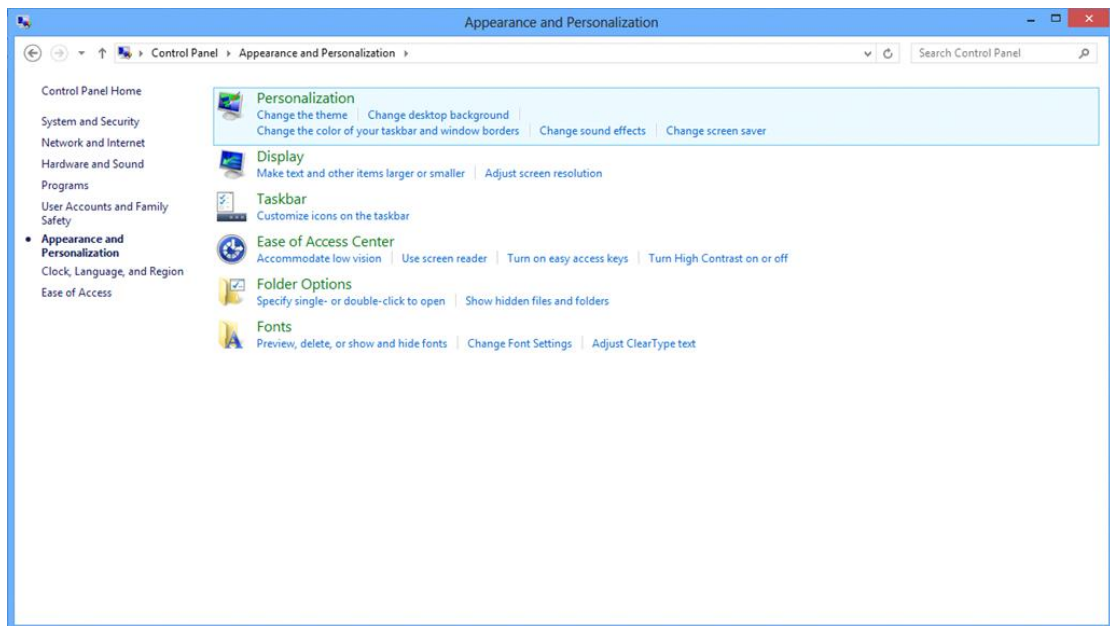 Appearance and Personalization
Control Panel Appearance and Personalization
Search Control Panel
Control Panel Home
System and Security
Network and Internet
Hardware and Sound
Programs
User Accounts and Family
Safety
Appearance and
Personalization
Clock, Language, and Region
Ease of Access
Personalization
Change the theme Change desktop background
Change the color of your taskbar and window borders Change sound effects Change screen saver
Display
Make text and other items larger or smaller Adjust screen resolution
Taskbar
Customize icons on the taskbar
Ease of Access Center
Accommodate low vision Use screen reader Turn on easy access keys Turn High Contrast on or off
Folder Options
Specify single- or double-click to open Show hidden files and folders
Fonts
Preview, delete, or show and hide fonts Change Font Settings Adjust ClearType text